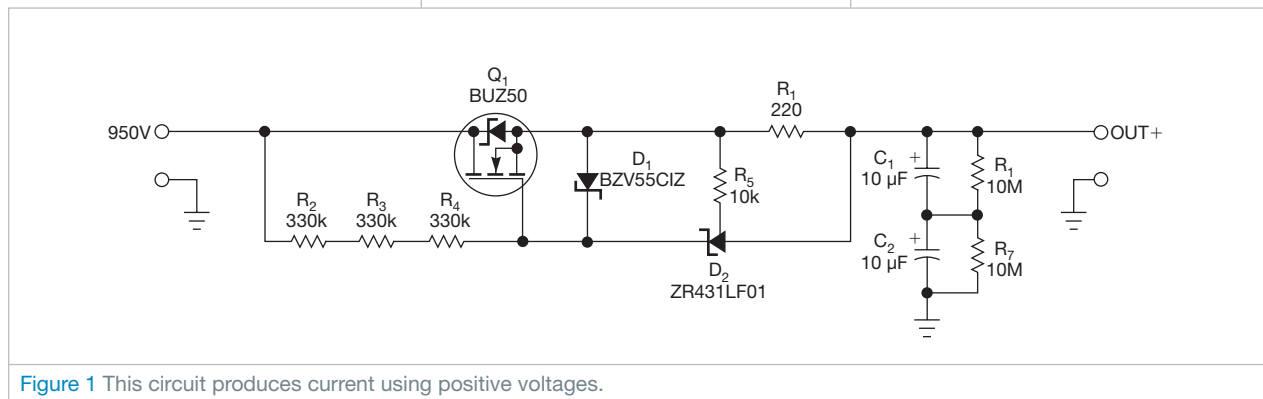 Q1
BUZ50
R1
220
950V
OUT+
D1
BZV55CIZ
R5
10k
C1
+
10 µF
R1
10M
R2
330k
R3
330k
R4
330k
D2
ZR431LF01
C2
+
10 µF
R7
10M
Figure 1 This circuit produces current using positive voltages.